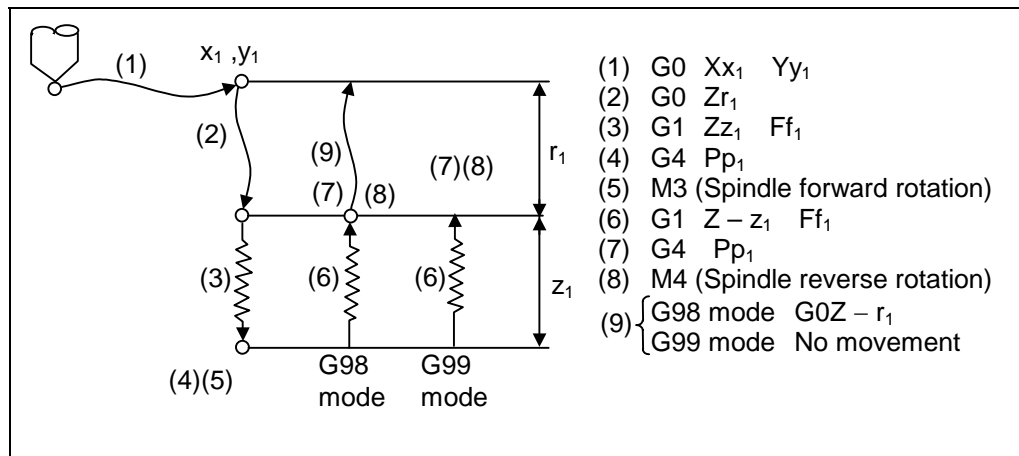 x1 ,y1
(1)
(2)
(9)
(7)
(8)
(7)(8)
r1
(3)
(6)
(6)
z1
(4)(5)
G98
mode
G99
mode
(1) G0 Xx1 Yy1
(2) G0 Zr1
(3) G1 Zz1 Ff1
(4) G4 Pp1
(5) M3 (Spindle forward rotation)
(6) G1 Z – z1 Ff1
(7) G4 Pp1
(8) M4 (Spindle reverse rotation)
(9) G98 mode G0Z – r1
G99 mode No movement